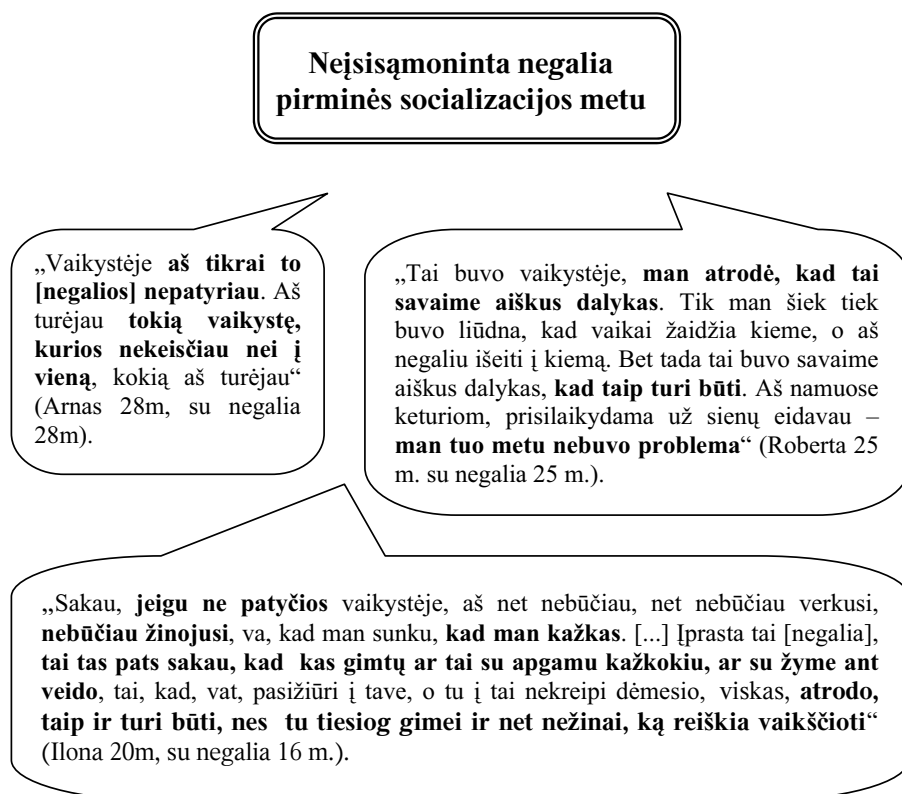 Neįsisąmoninta negalia
pirminės socializacijos metu
„Vaikystėje aš tikrai to
[negalios] nepatyriau. Aš
turėjau tokią vaikystę,
kurios nekeisčiau nei į
vieną, kokią aš turėjau“
(Arnas 28m, su negalia
28m).
„Tai buvo vaikystėje, man atrodė, kad tai
savaime aiškus dalykas. Tik man šiek tiek
buvo liūdna, kad vaikai žaidžia kieme, o aš
negaliu išeiti į kiemą. Bet tada tai buvo savaime
aiškus dalykas, kad taip turi būti. Aš namuose
keturiom, prisilaikydama už sienų eidavau –
man tuo metu nebuvo problema“ (Roberta 25
m. su negalia 25 m.).
„Sakau, jeigu ne patyčios vaikystėje, aš net nebūčiau, net nebūčiau verkusi,
nebūčiau žinojusi, va, kad man sunku, kad man kažkas. [...] Įprasta tai [negalia],
tai tas pats sakau, kad kas gimtų ar tai su apgamu kažkokiu, ar su žyme ant
veido, tai, kad, vat, pasižiūri į tave, o tu į tai nekreipi dėmesio, viskas, atrodo,
taip ir turi būti, nes tu tiesiog gimei ir net nežinai, ką reiškia vaikščioti“
(Ilona 20m, su negalia 16 m.).